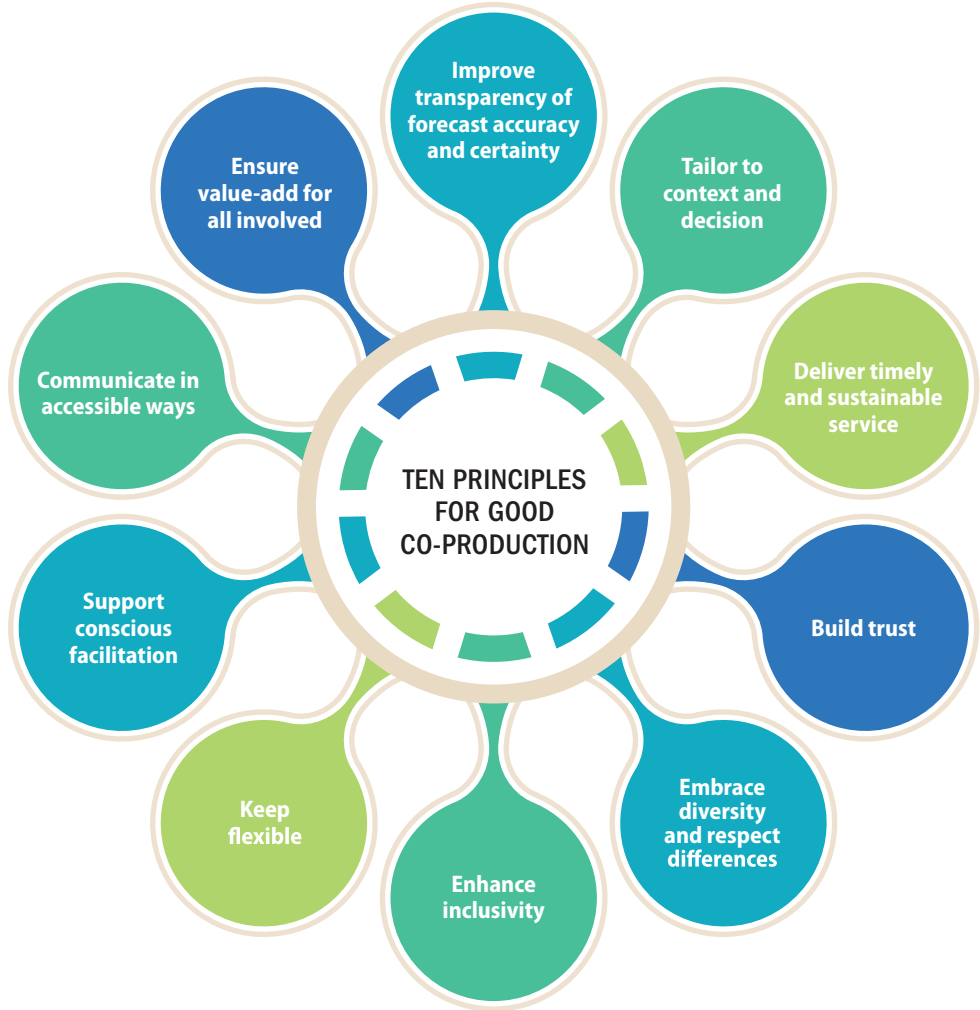 Improve
transparency of
forecast accuracy
and certainty
Tailor to
context and
decision
Deliver timely
and sustainable
service
Build trust
Embrace
diversity
and respect
differences
Enhance
inclusivity
Keep
flexible
Support
conscious
facilitation
Communicate in
accessible ways
Ensure
value-add for
all involved
TEN PRINCIPLES
FOR GOOD
CO-PRODUCTION